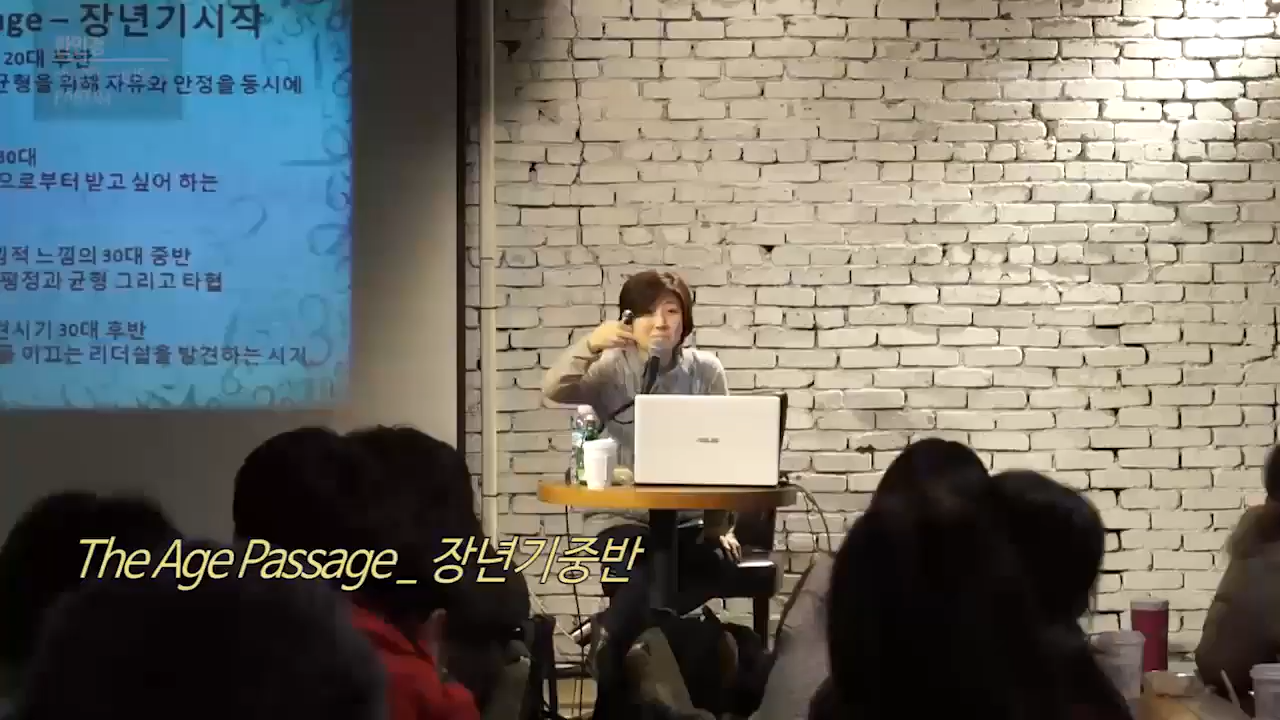 age – 장년기시작
20대 후반
균형을 위해 자유와 안정을 동시에
30대
으로부터 받고 싶어 하는
적 느낌의 30대 중반
평정과 균형 그리고 타협
시기 30대 후반
이끄는 리더쉽을 발견하는 시기
ASUS
The Age Passage_ 장년기중반